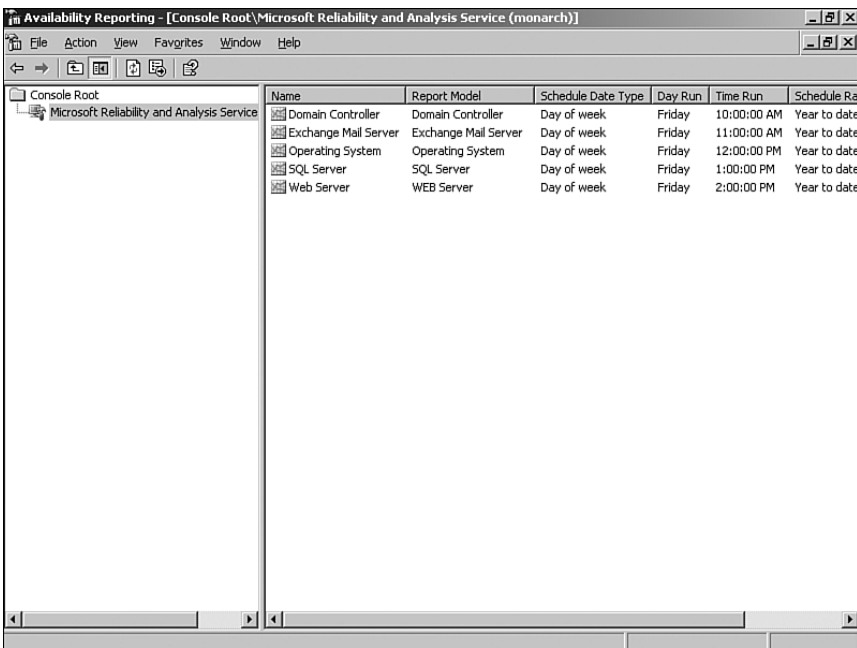 Availability Reporting - [Console Root\Microsoft Reliability and Analysis Service (monarch)]
File Action View Favorites Window Help
Console Root
Microsoft Reliability and Analysis Service
Name Report Model Schedule Date Type Day Run Time Run Schedule Ra
Domain Controller Domain Controller Day of week Friday 10:00:00 AM Year to date
Exchange Mail Server Exchange Mail Server Day of week Friday 11:00:00 AM Year to date
Operating System Operating System Day of week Friday 12:00:00 PM Year to date
SQL Server SQL Server Day of week Friday 1:00:00 PM Year to date
Web Server WEB Server Day of week Friday 2:00:00 PM Year to date